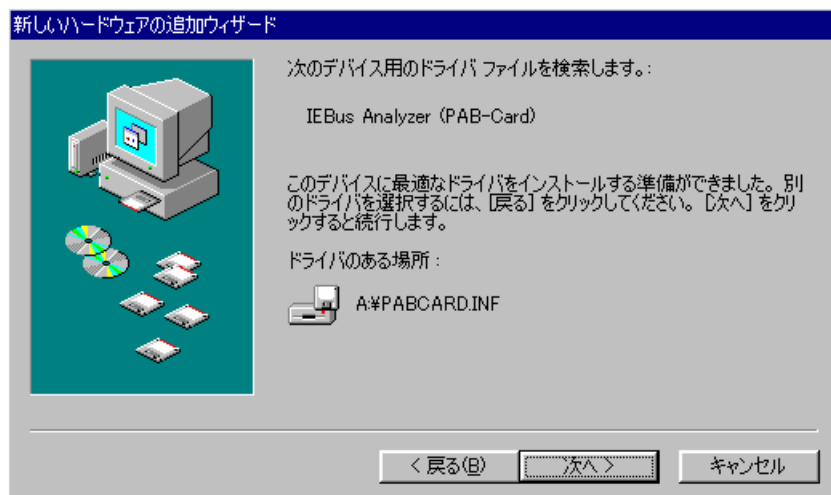 新しいハードウェアの追加ウィザード
次のデバイス用のドライバ ファイルを検索します。:
IEBus Analyzer (PAB-Card)
このデバイスに最適なドライバをインストールする準備ができました。別
のドライバを選択するには、[戻る] をクリックしてください。[次へ] をクリ
ックすると続行します。
ドライバのある場所 :
A:¥PABCARD.INF
< 戻る(B)
次へ >
キャンセル